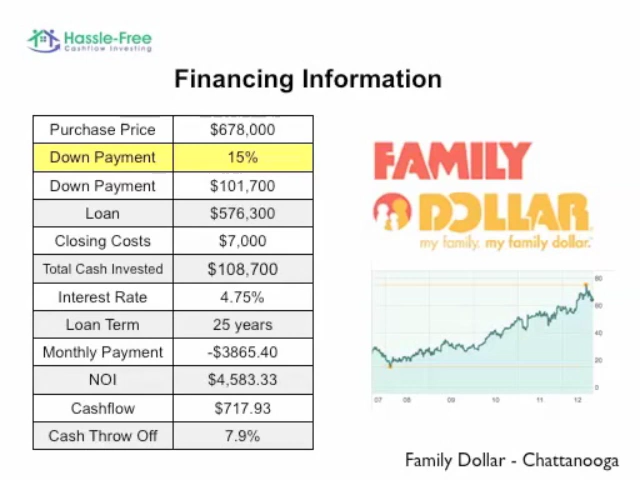 Hassle-Free
Cashflow Investing
Financing Information
Purchase Price $678,000
Down Payment 15%
Down Payment $101,700
Loan $576,300
Closing Costs $7,000
Total Cash Invested $108,700
Interest Rate 4.75%
Loan Term 25 years
Monthly Payment -$3865.40
NOI $4,583.33
Cashflow $717.93
Cash Throw Off 7.9%
FAMILY
DOLLAR
my family. my family dollar.
80
60
40
20
0
07 08 09 10 11 12
Family Dollar - Chattanooga